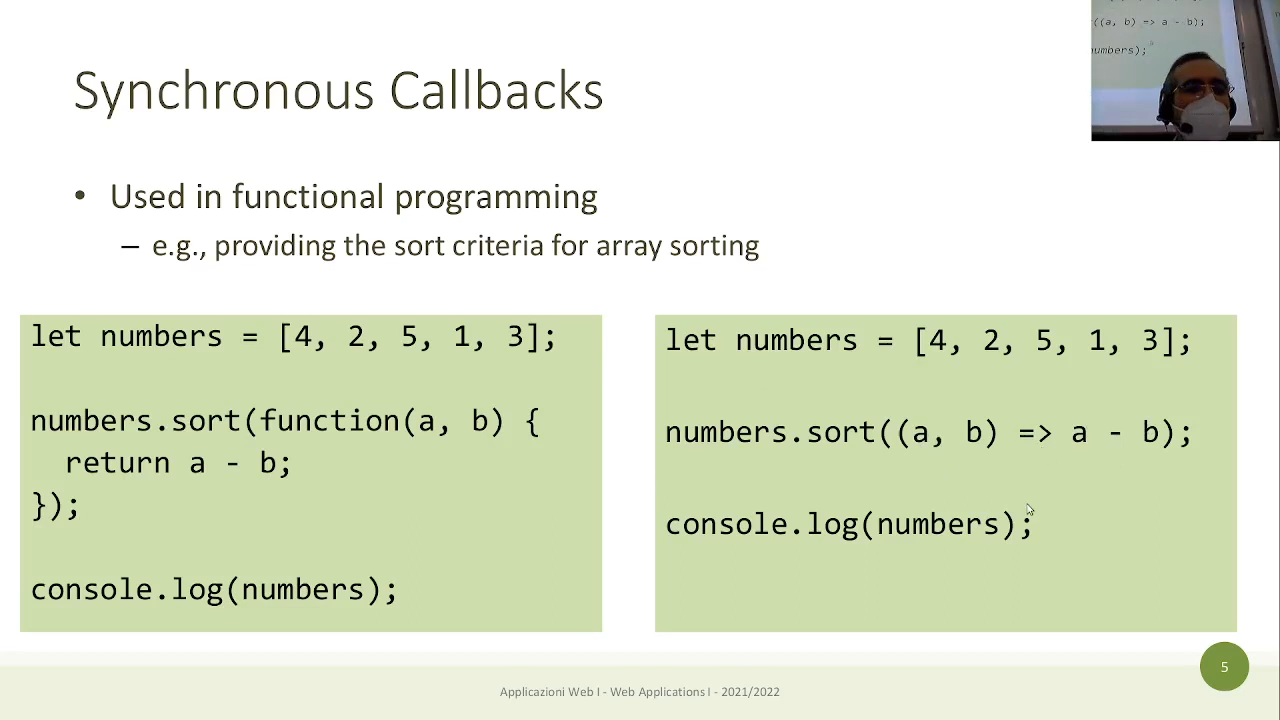 Synchronous Callbacks
• Used in functional programming
– e.g., providing the sort criteria for array sorting
let numbers = [4, 2, 5, 1, 3];
numbers.sort(function(a, b) {
  return a - b;
});
console.log(numbers);
let numbers = [4, 2, 5, 1, 3];
numbers.sort((a, b) => a - b);
console.log(numbers);
((a, b) => a - b);
numbers);
5
Applicazioni Web I - Web Applications I - 2021/2022